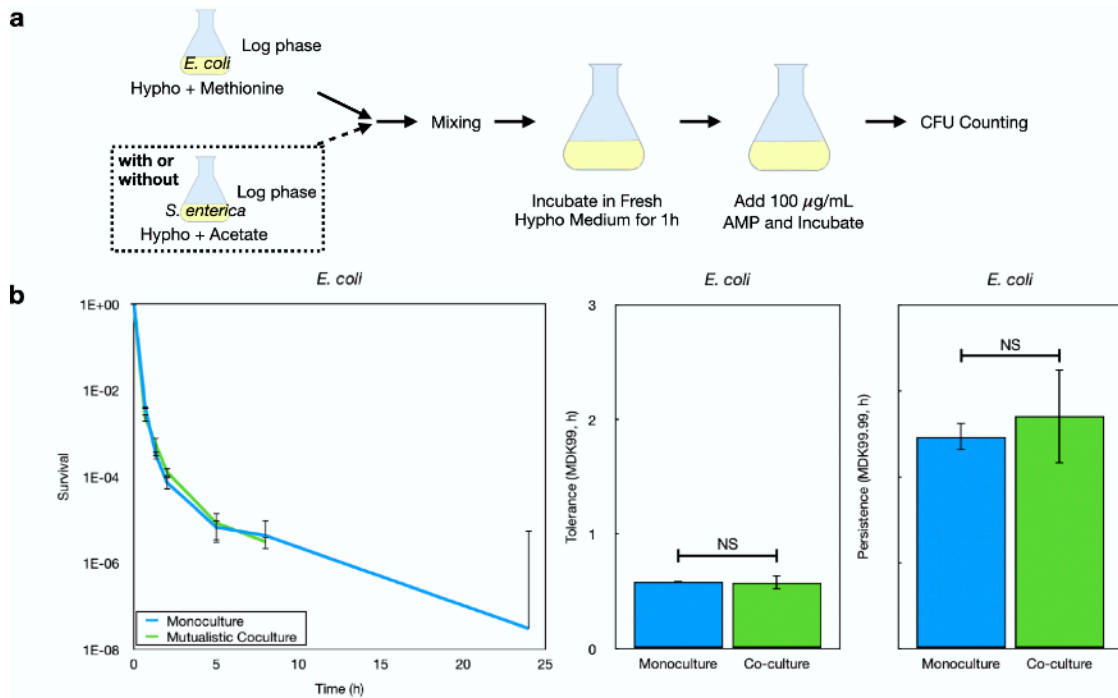 a
Log phase
E. coli
Hypho + Methionine
with or
without
Log phase
S. enterica
Hypho + Acetate
Mixing
Incubate in Fresh
Hypho Medium for 1h
Add 100 µg/mL
AMP and Incubate
CFU Counting
b
E. coli
1E+00
1E-02
1E-04
1E-06
1E-08
Survival
Monoculture
Mutualistic Coculture
0
5
10
15
20
25
Time (h)
E. coli
3
2
1
0
Tolerance (MDK99, h)
NS
Monoculture
Co-culture
E. coli
Persistence (MDK99.99, h)
NS
Monoculture
Co-culture